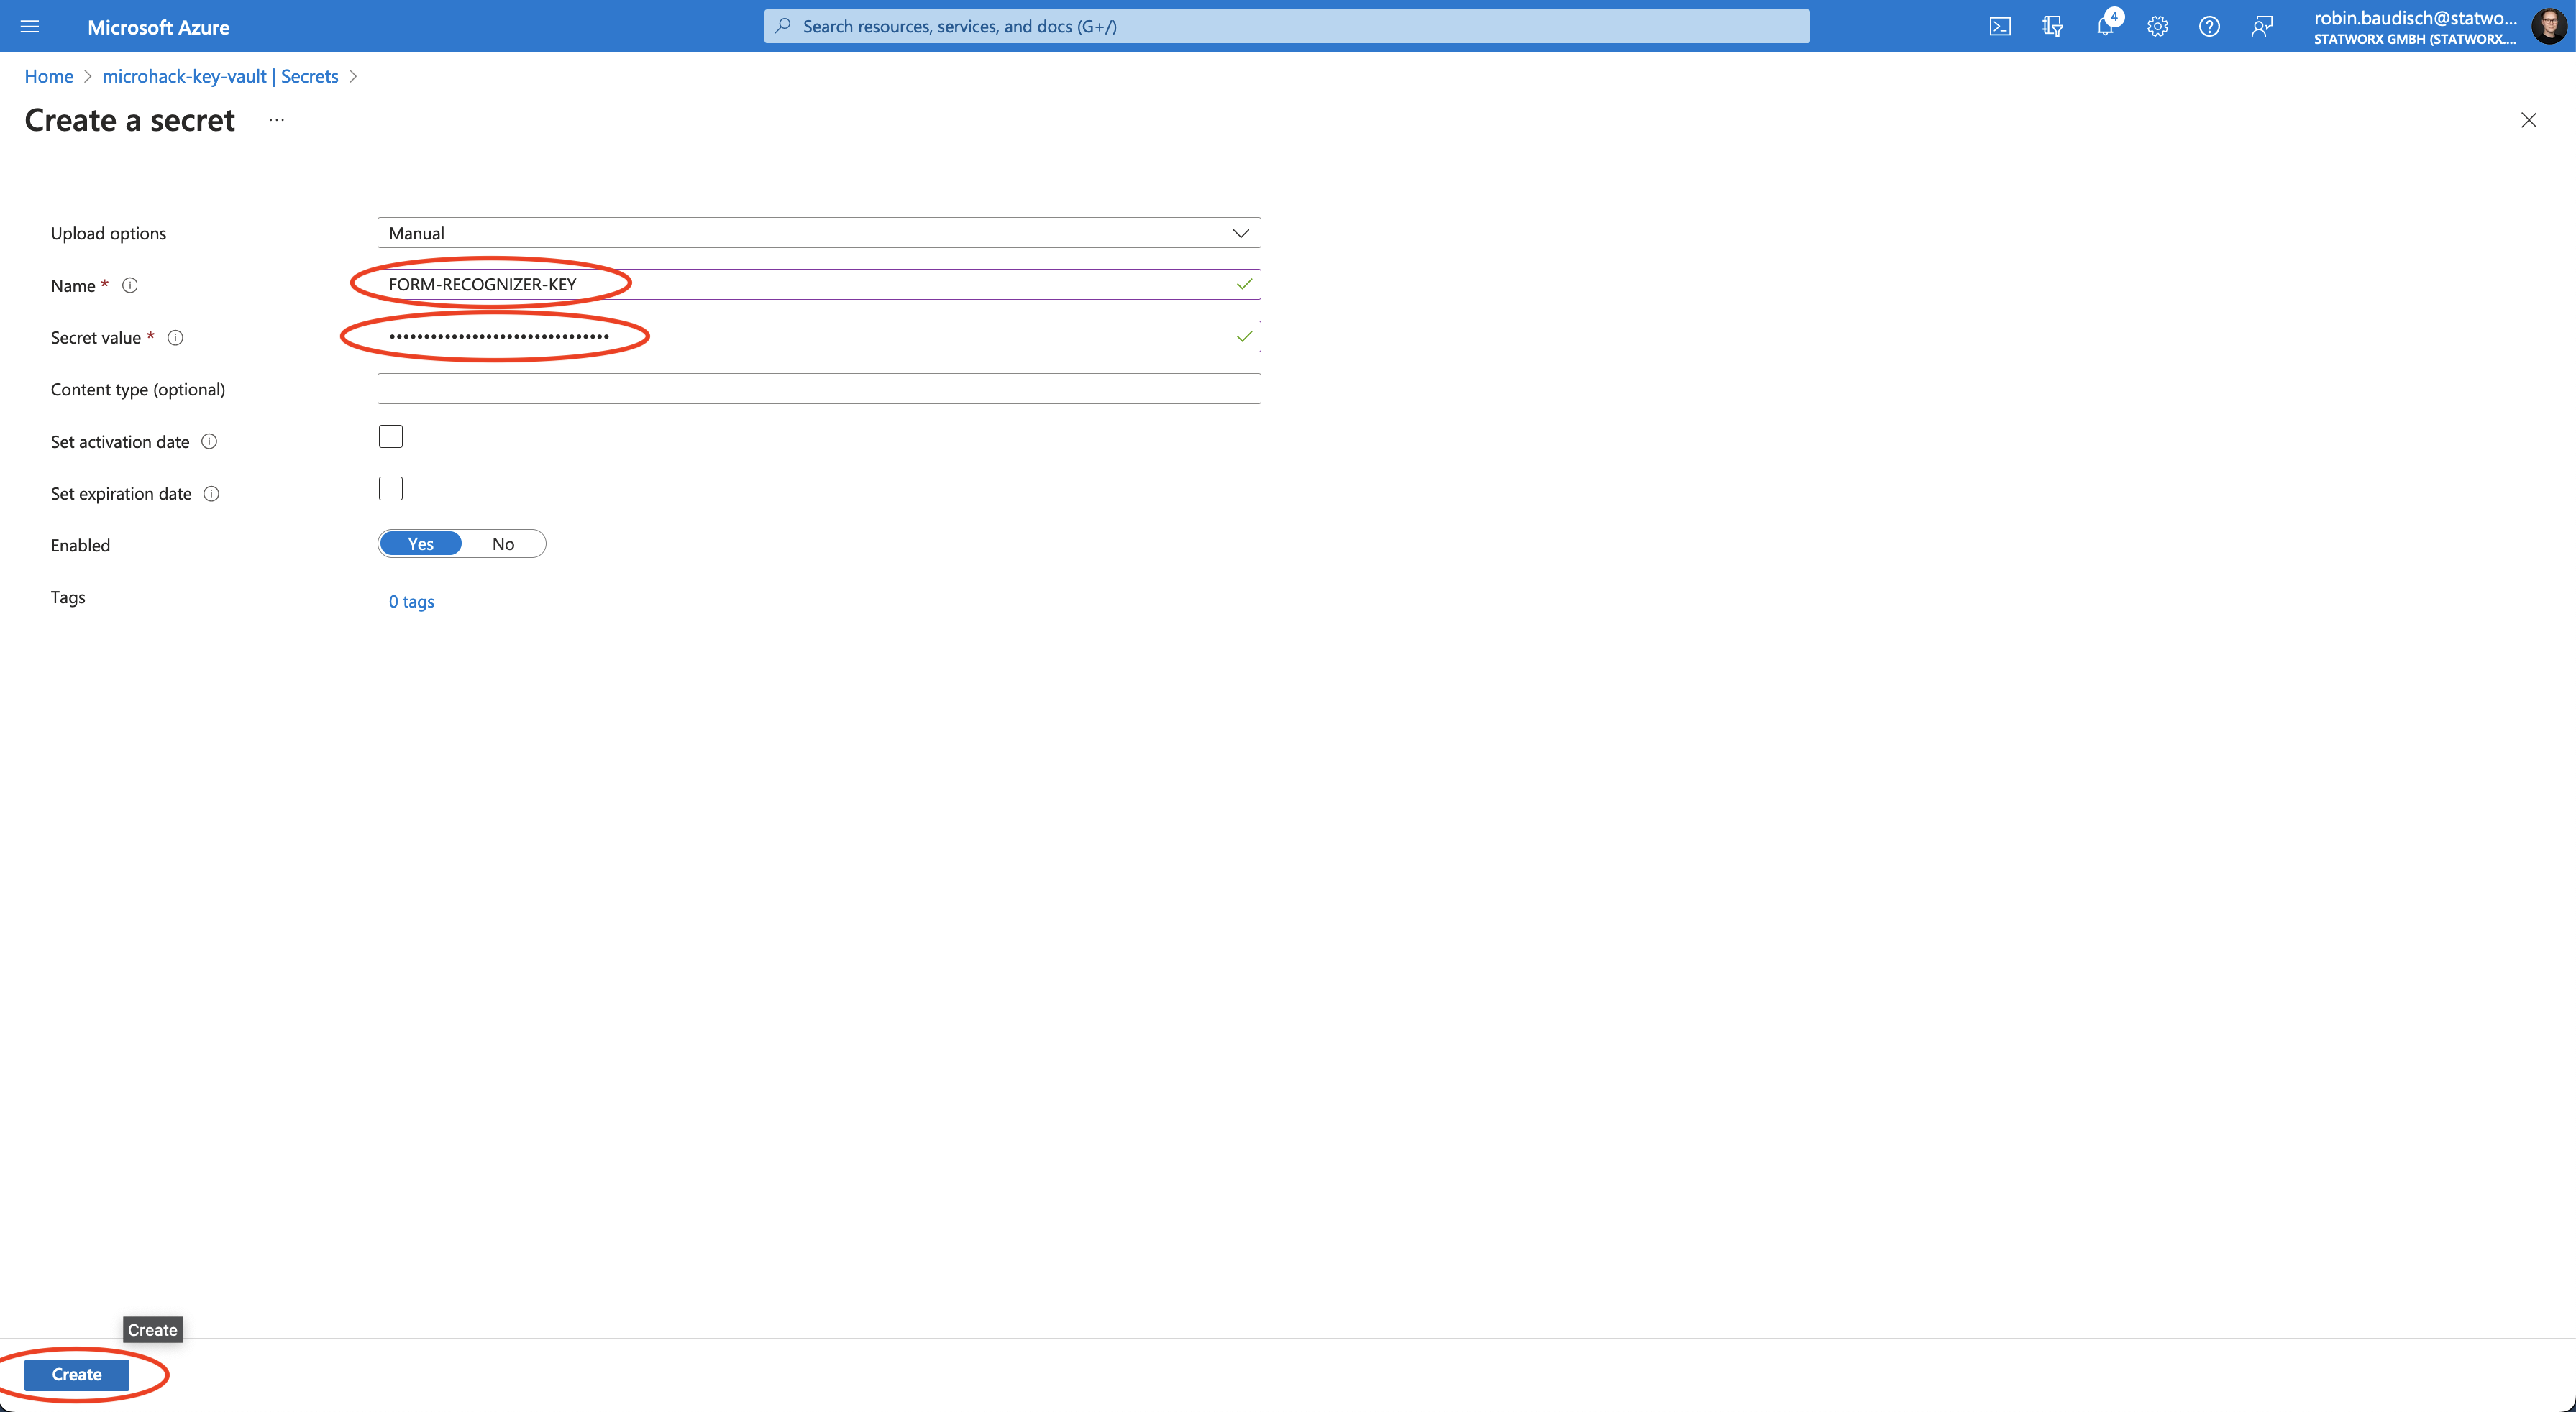 Microsoft Azure
Search resources, services, and docs (G+/)
4
robin.baudisch@statwo...
STATWORX GMBH (STATWORX....
Home > microhack-key-vault | Secrets >
Create a secret ...
Upload options
Manual
Name *
FORM-RECOGNIZER-KEY
Secret value *
••••••••••••••••••••••••••••••••
Content type (optional)
Set activation date
Set expiration date
Enabled
Yes No
Tags
0 tags
Create
Create